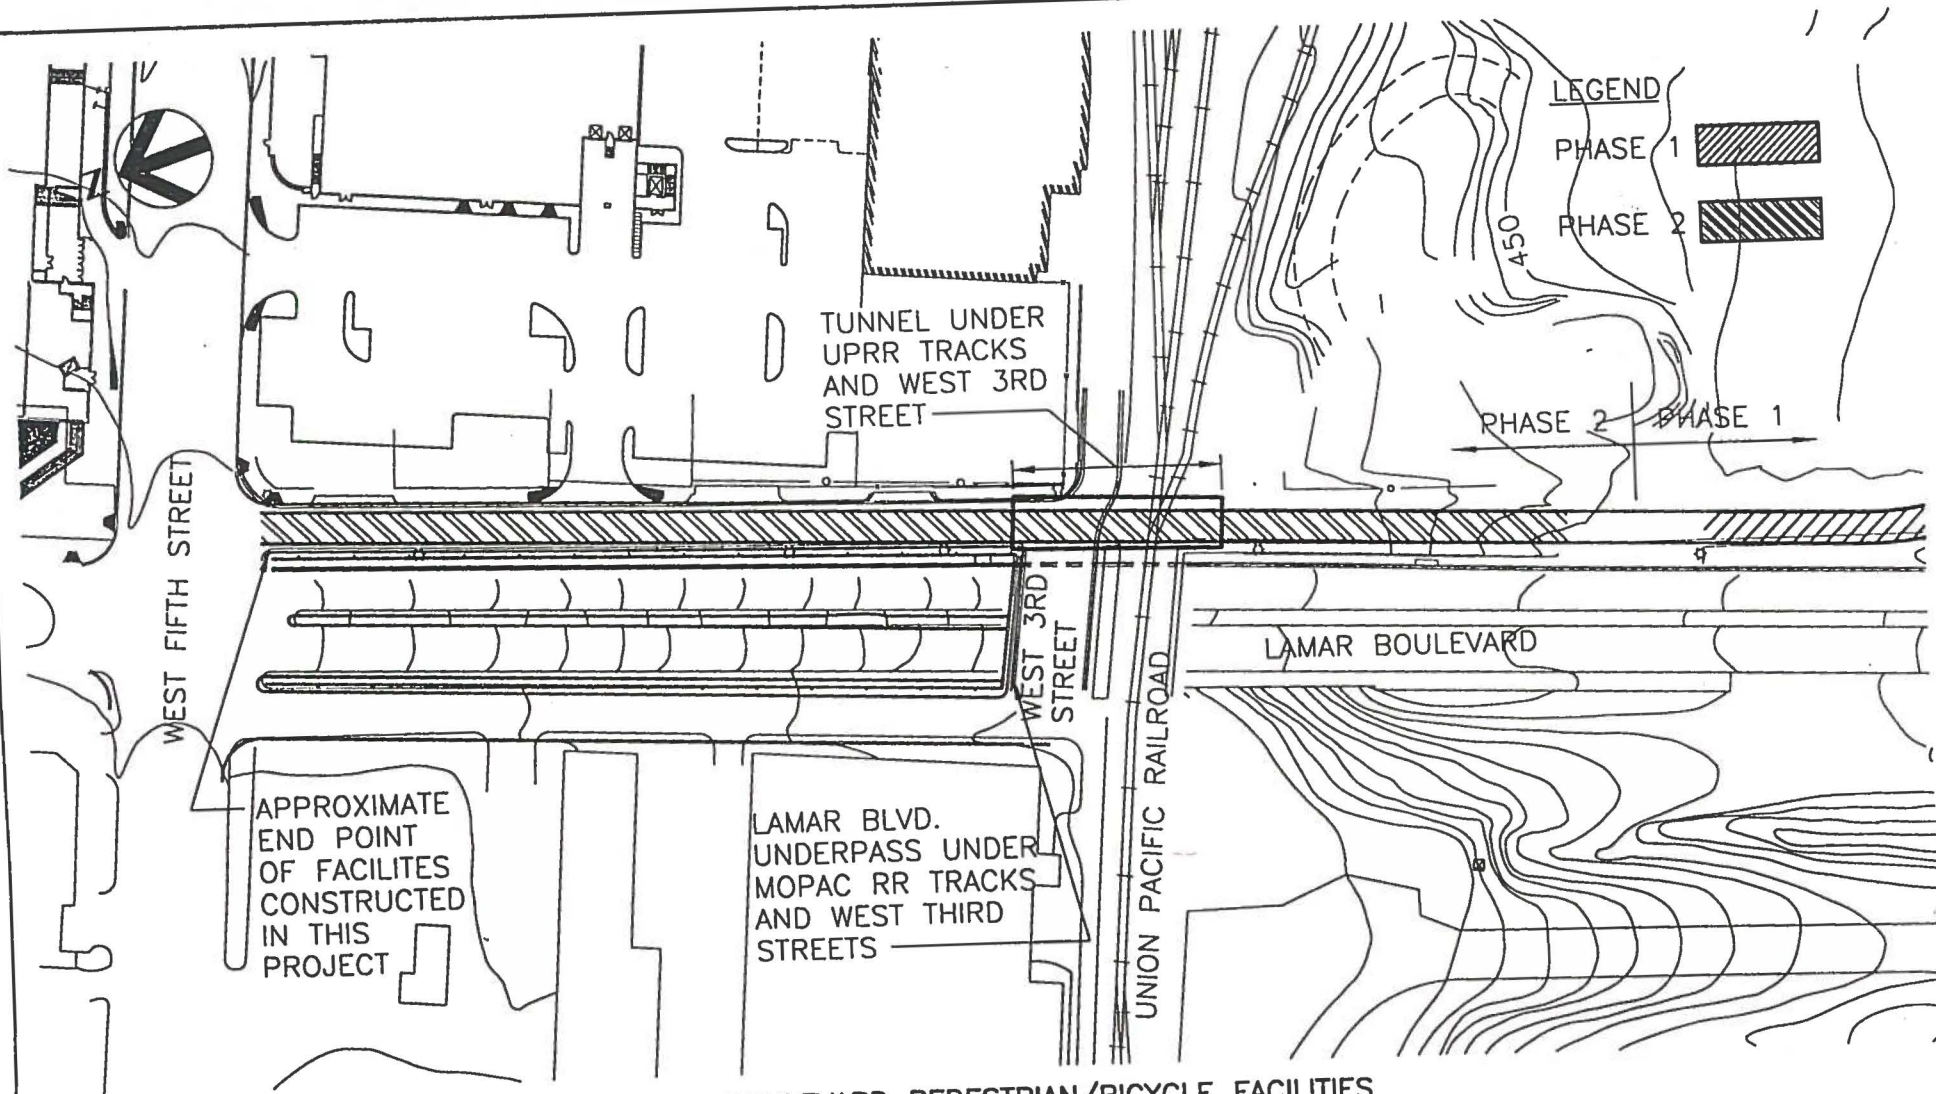 LEGEND
PHASE 1
PHASE 2
450
TUNNEL UNDER
UPRR TRACKS
AND WEST 3RD
STREET
PHASE 2
PHASE 1
WEST FIFTH STREET
WEST 3RD
STREET
LAMAR BOULEVARD
UNION PACIFIC RAILROAD
APPROXIMATE
END POINT
OF FACILITES
CONSTRUCTED
IN THIS
PROJECT
LAMAR BLVD.
UNDERPASS UNDER
MOPAC RR TRACKS
AND WEST THIRD
STREETS
PEDESTRIAN/BICYCLE FACILITIES